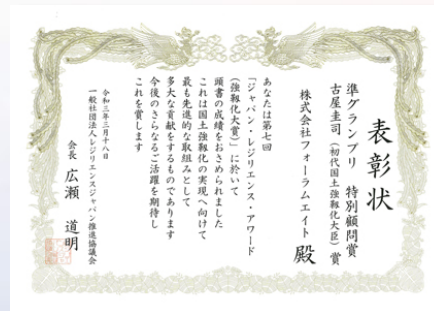 表彰状
準グランプリ 特別顧問賞
古屋圭司(初代国土強靱化大臣)賞
株式会社フォーラムエイト 殿
あなたは第七回
「ジャパン・レジリエンス・アワード
(強靱化大賞)」に於いて
頭書の成績をおさめられました
これは国土強靱化の実現へ向けて
最も先進的な取組みとして
多大な貢献をするものであります
今後のさらなるご活躍を期待し
これを賞します
令和三年三月十八日
一般社団法人レジリエンスジャパン推進協議会
会長 広瀬 道明